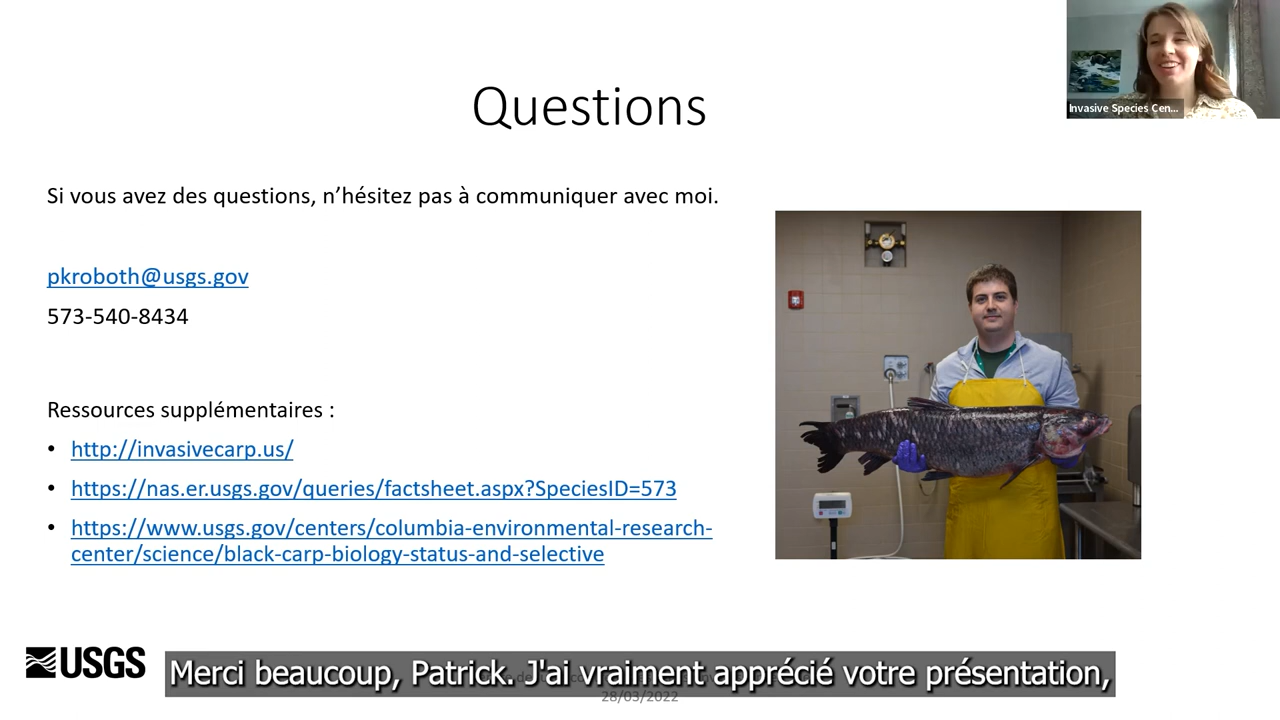 Invasive Species Cen...
Questions
Si vous avez des questions, n’hésitez pas à communiquer avec moi.
pkroboth@usgs.gov
573-540-8434
Ressources supplémentaires :
• http://invasivecarp.us/
• https://nas.er.usgs.gov/queries/factsheet.aspx?SpeciesID=573
• https://www.usgs.gov/centers/columbia-environmental-research-
center/science/black-carp-biology-status-and-selective
USGS
Merci beaucoup, Patrick. J'ai vraiment apprécié votre présentation,
28/03/2022